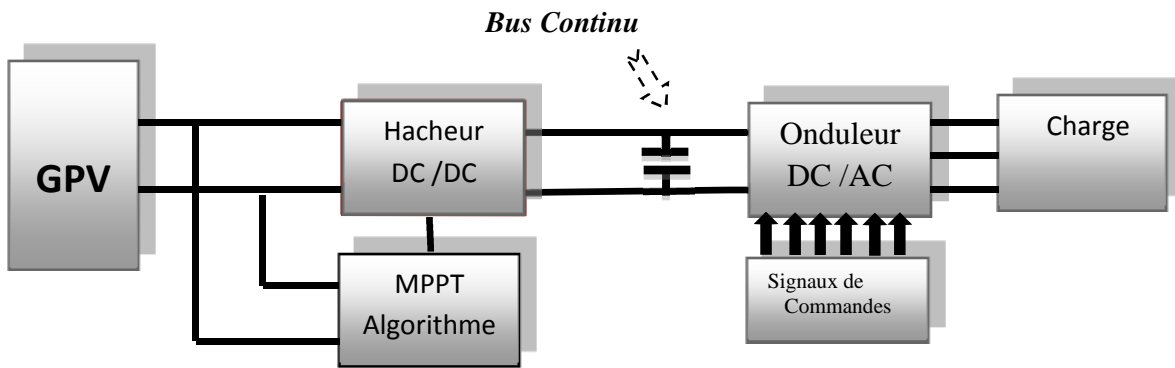 Bus Continu
GPV
Hacheur
DC /DC
Onduleur
DC /AC
Charge
MPPT
Algorithme
Signaux de
Commandes